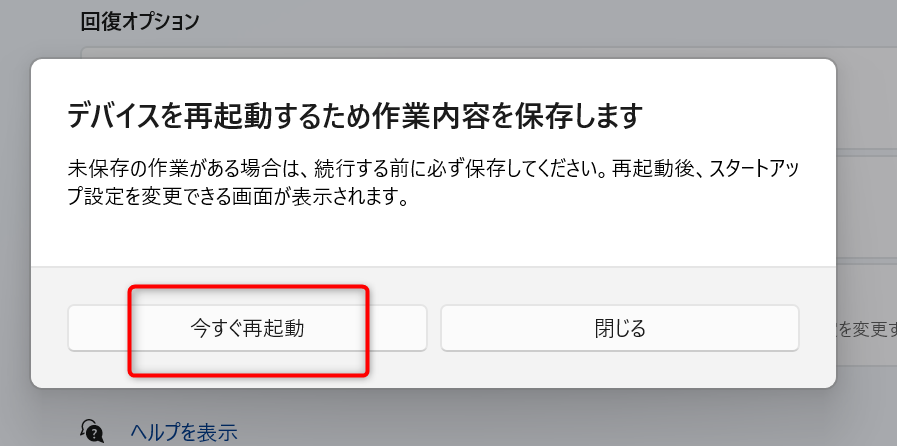 回復オプション
デバイスを再起動するため作業内容を保存します
未保存の作業がある場合は、続行する前に必ず保存してください。再起動後、スタートアッ
プ設定を変更できる画面が表示されます。
今すぐ再起動
閉じる
を変更す
ヘルプを表示